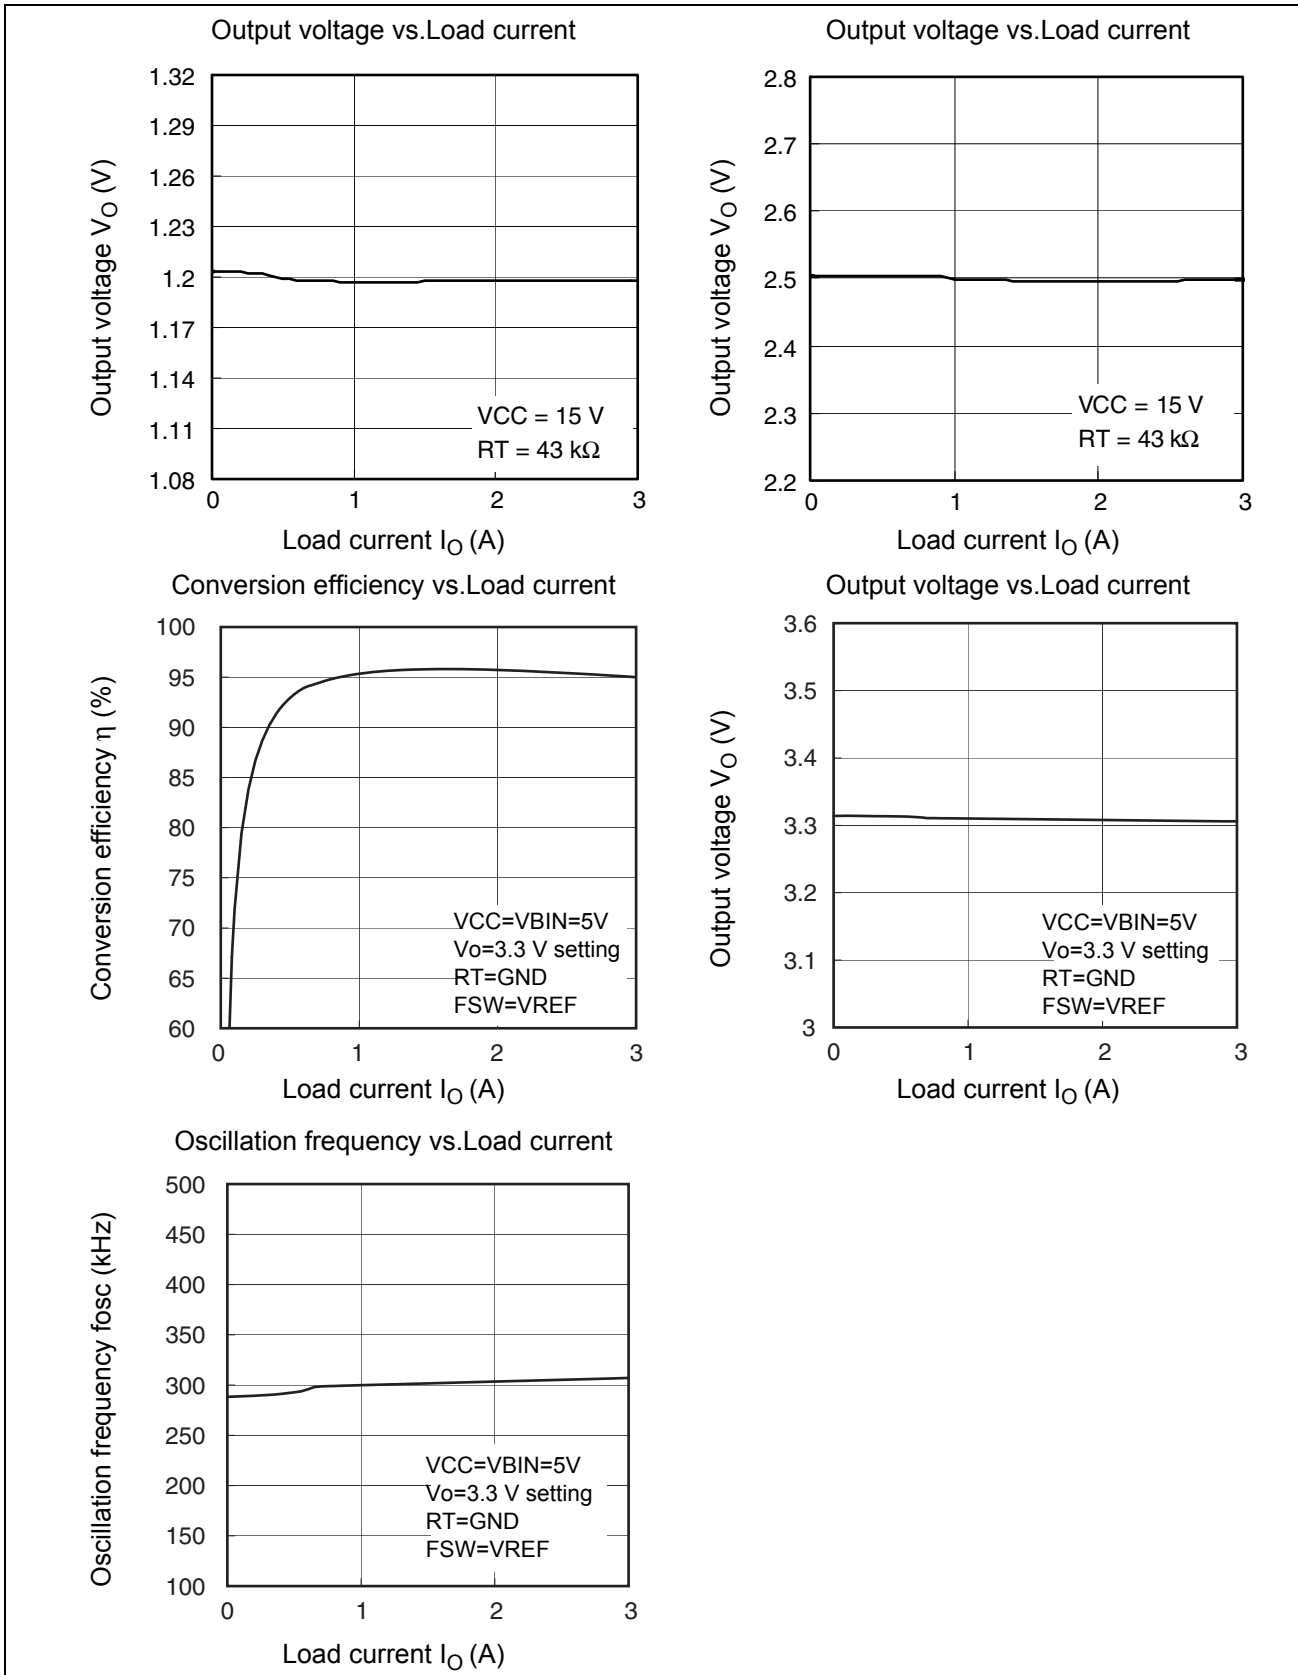 Output voltage vs.Load current
Output voltage VO (V)
1.32
1.29
1.26
1.23
1.2
1.17
1.14
1.11
1.08
VCC = 15 V
RT = 43 kΩ
0 1 2 3
Load current IO (A)
Output voltage vs.Load current
Output voltage VO (V)
2.8
2.7
2.6
2.5
2.4
2.3
2.2
VCC = 15 V
RT = 43 kΩ
0 1 2 3
Load current IO (A)
Conversion efficiency vs.Load current
Conversion efficiency η (%)
100
95
90
85
80
75
70
65
60
VCC=VBIN=5V
Vo=3.3 V setting
RT=GND
FSW=VREF
0 1 2 3
Load current IO (A)
Output voltage vs.Load current
Output voltage VO (V)
3.6
3.5
3.4
3.3
3.2
3.1
3
VCC=VBIN=5V
Vo=3.3 V setting
RT=GND
FSW=VREF
0 1 2 3
Load current IO (A)
Oscillation frequency vs.Load current
Oscillation frequency fosc (kHz)
500
450
400
350
300
250
200
150
100
VCC=VBIN=5V
Vo=3.3 V setting
RT=GND
FSW=VREF
0 1 2 3
Load current IO (A)